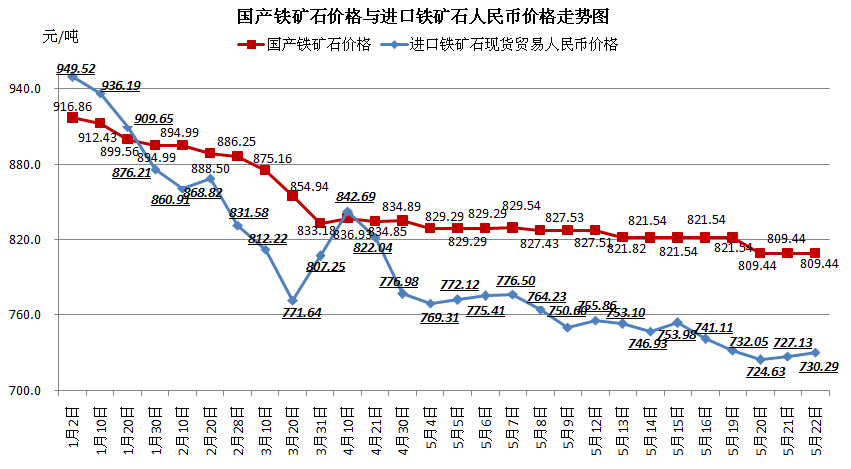 国产铁矿石价格与进口铁矿石人民币价格走势图
元/吨
国产铁矿石价格 进口铁矿石现货贸易人民币价格
940.0
880.0
820.0
760.0
700.0
916.86
912.43
899.56
894.99
894.99
888.50
886.25
875.16
854.94
833.18
836.93
834.85
834.89
829.29
829.29
829.29
829.54
827.43
827.53
827.51
821.82
821.54
821.54
821.54
821.54
809.44
809.44
809.44
949.52
936.19
909.65
876.21
860.91
868.82
831.58
812.22
771.64
807.25
842.69
822.04
776.98
769.31
772.12
775.41
776.50
764.23
750.60
755.86
753.10
746.93
753.98
741.11
732.05
724.63
727.13
730.29
1月2日
1月10日
1月20日
1月30日
2月10日
2月20日
2月28日
3月10日
3月20日
3月31日
4月10日
4月21日
4月30日
5月4日
5月5日
5月6日
5月7日
5月8日
5月9日
5月12日
5月13日
5月14日
5月15日
5月16日
5月19日
5月20日
5月21日
5月22日